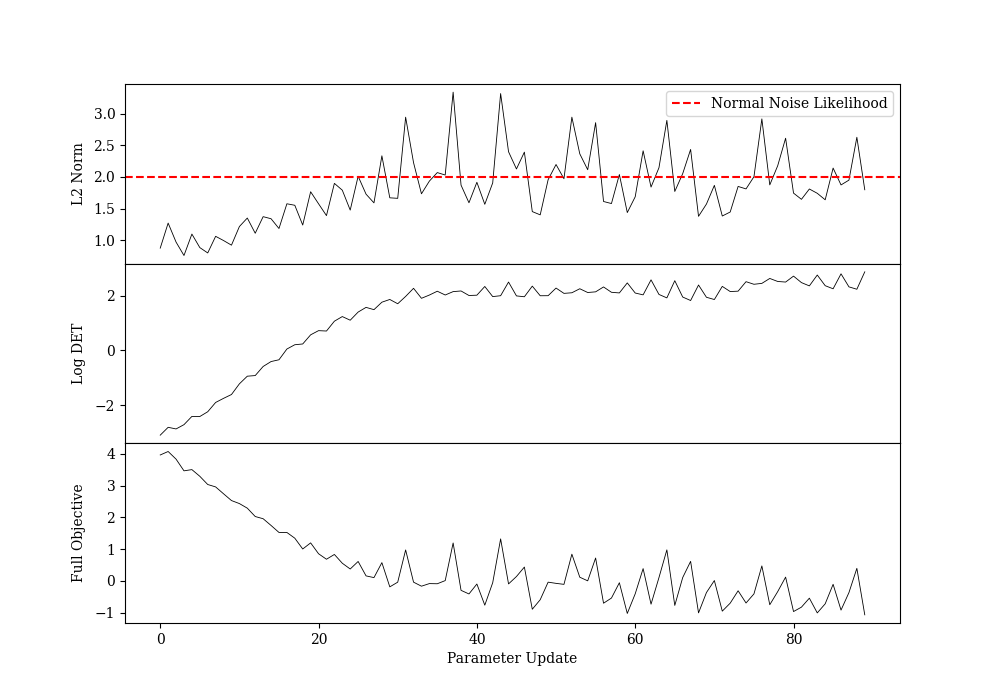 Normal Noise Likelihood
L2 Norm
3.0
2.5
2.0
1.5
1.0
Log DET
2
0
−2
Full Objective
4
3
2
1
0
−1
0 20 40 60 80
Parameter Update